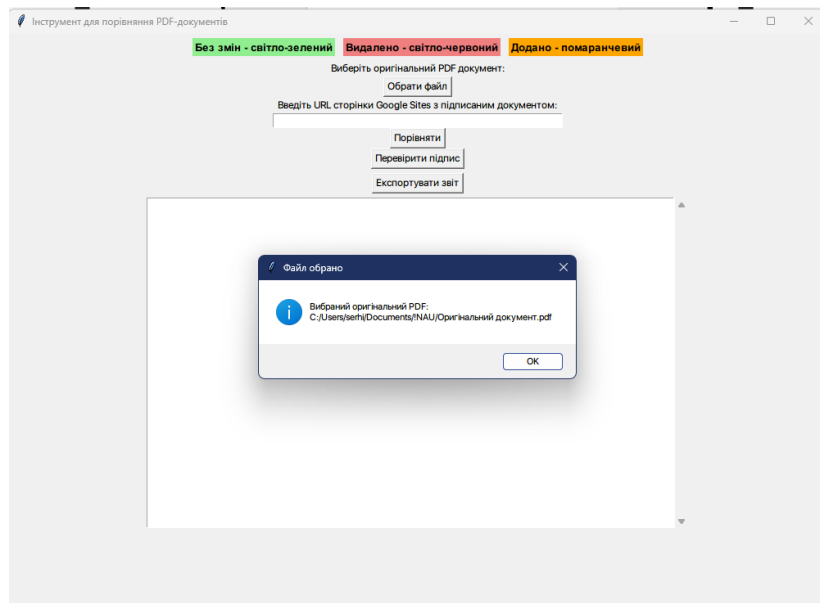 Інструмент для порівняння PDF-документів
Без змін - світло-зелений Видалено - світло-червоний Додано - помаранчевий
Виберіть оригінальний PDF документ:
Обрати файл
Введіть URL сторінки Google Sites з підписаним документом:
Порівняти
Перевірити підпис
Експортувати звіт
Файл обрано
Вибраний оригінальний PDF:
C:/Users/serhi/Documents/!NAU/Оригінальний документ.pdf
OK